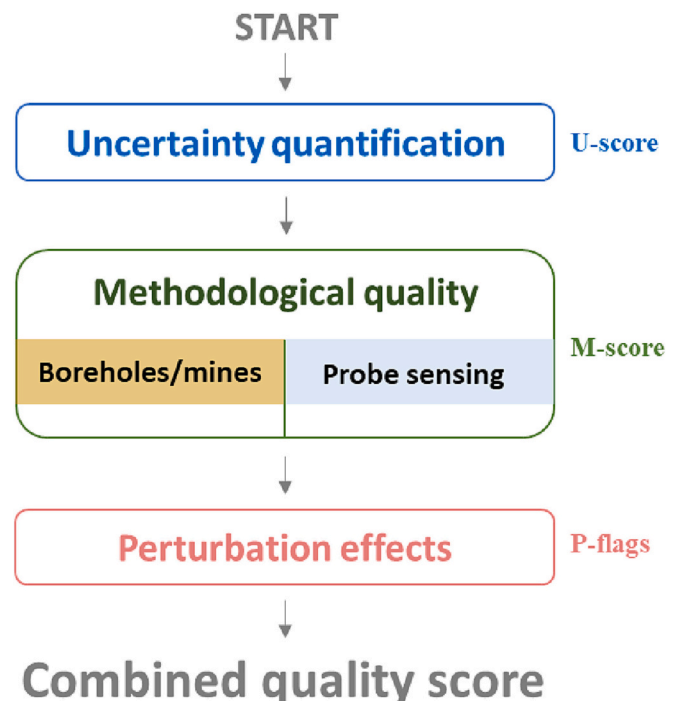 START
Uncertainty quantification
U-score
Methodological quality
M-score
Boreholes/mines
Probe sensing
Perturbation effects
P-flags
Combined quality score